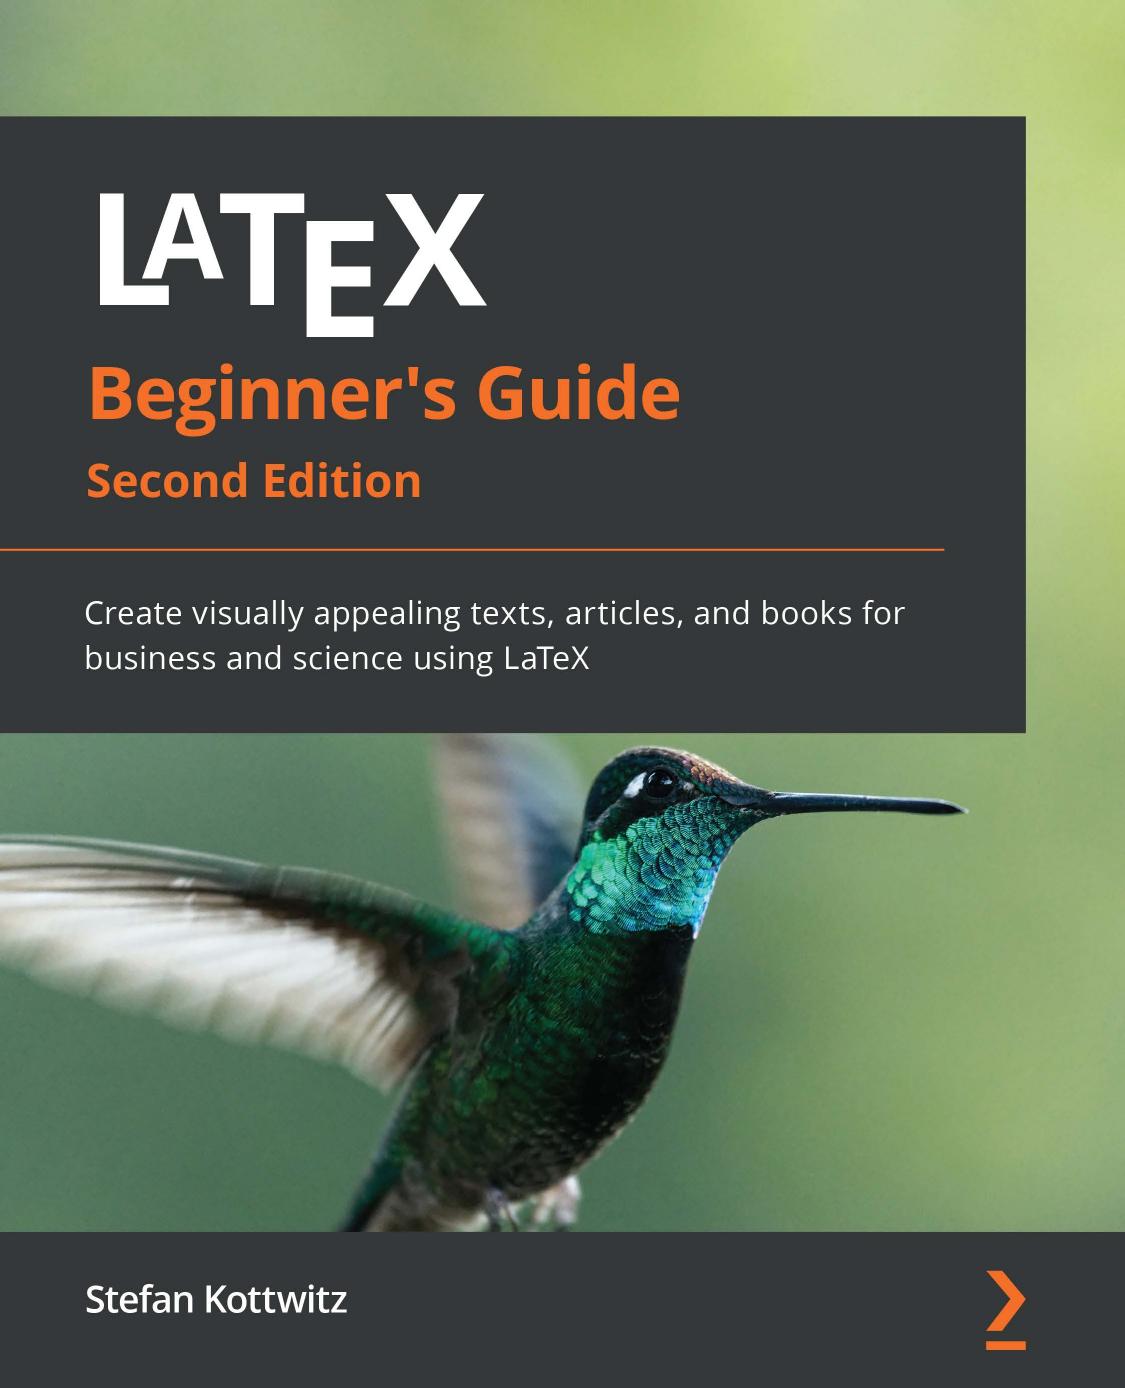 LATEX
Beginner's Guide
Second Edition
Create visually appealing texts, articles, and books for
business and science using LaTeX
Stefan Kottwitz